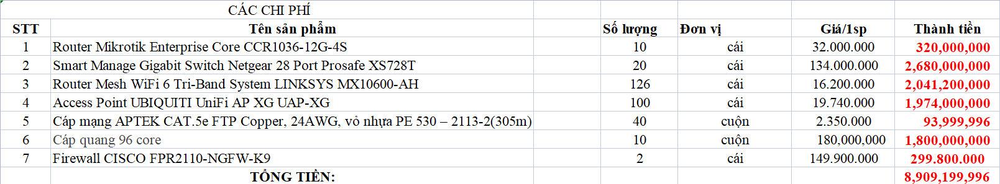 CÁC CHI PHÍ
STT Tên sản phẩm Số lượng Đơn vị Giá/1sp Thành tiền
1 Router Mikrotik Enterprise Core CCR1036-12G-4S 10 cái 32.000.000 320,000,000
2 Smart Manage Gigabit Switch Netgear 28 Port Prosafe XS728T 20 cái 134.000.000 2,680,000,000
3 Router Mesh WiFi 6 Tri-Band System LINKSYS MX10600-AH 126 cái 16.200.000 2,041,200,000
4 Access Point UBIQUITI UniFi AP XG UAP-XG 100 cái 19.740.000 1,974,000,000
5 Cáp mạng APTEK CAT.5e FTP Copper, 24AWG, vỏ nhựa PE 530 – 2113-2(305m) 40 cuộn 2.350.000 93,999,996
6 Cáp quang 96 core 10 cuộn 180,000,000 1,800,000,000
7 Firewall CISCO FPR2110-NGFW-K9 2 cái 149.900.000 299.800.000
TỔNG TIỀN: 8,909,199,996